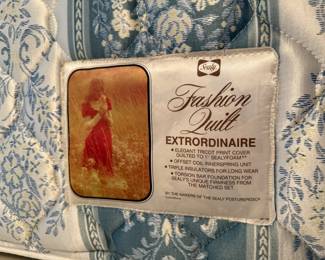 Sealy
Fashion
Quilt
EXTRORDINAIRE
• ELEGANT TRICOT PRINT COVER
QUILTED TO 1" SEALYFOAM™
• OFFSET COIL INNERSPRING UNIT
• TRIPLE INSULATORS FOR LONG WEAR
• TORSION BAR FOUNDATION FOR
SEALY'S UNIQUE FIRMNESS FROM
THE MATCHED SET.
BY THE MAKERS OF THE SEALY POSTUREPEDIC®